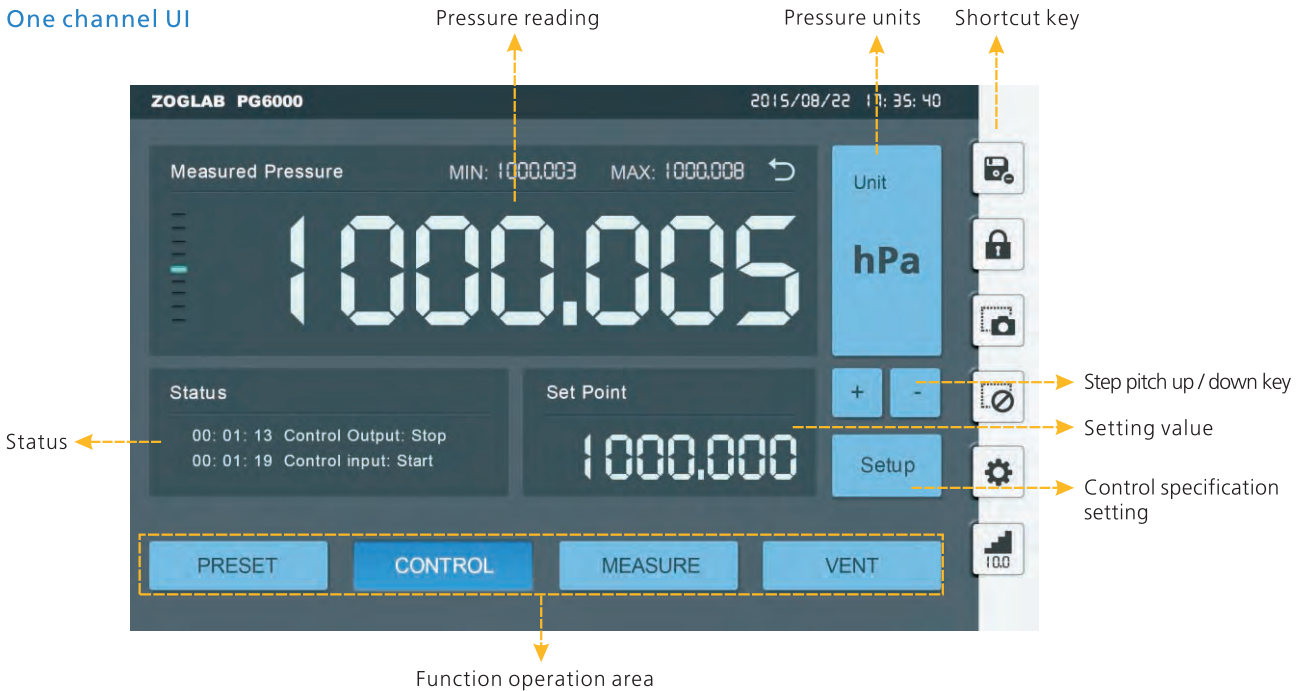 One channel UI
Pressure reading
Pressure units
Shortcut key
ZOGLAB PG6000
2015/08/22 17:35:40
Measured Pressure
MIN: 1000.003
MAX: 1000.008
Unit
1000.005
hPa
Status
Set Point
+
-
Step pitch up / down key
Status
00: 01: 13 Control Output: Stop
00: 01: 19 Control input: Start
1000.000
Setting value
Setup
Control specification
setting
PRESET
CONTROL
MEASURE
VENT
10.0
Function operation area